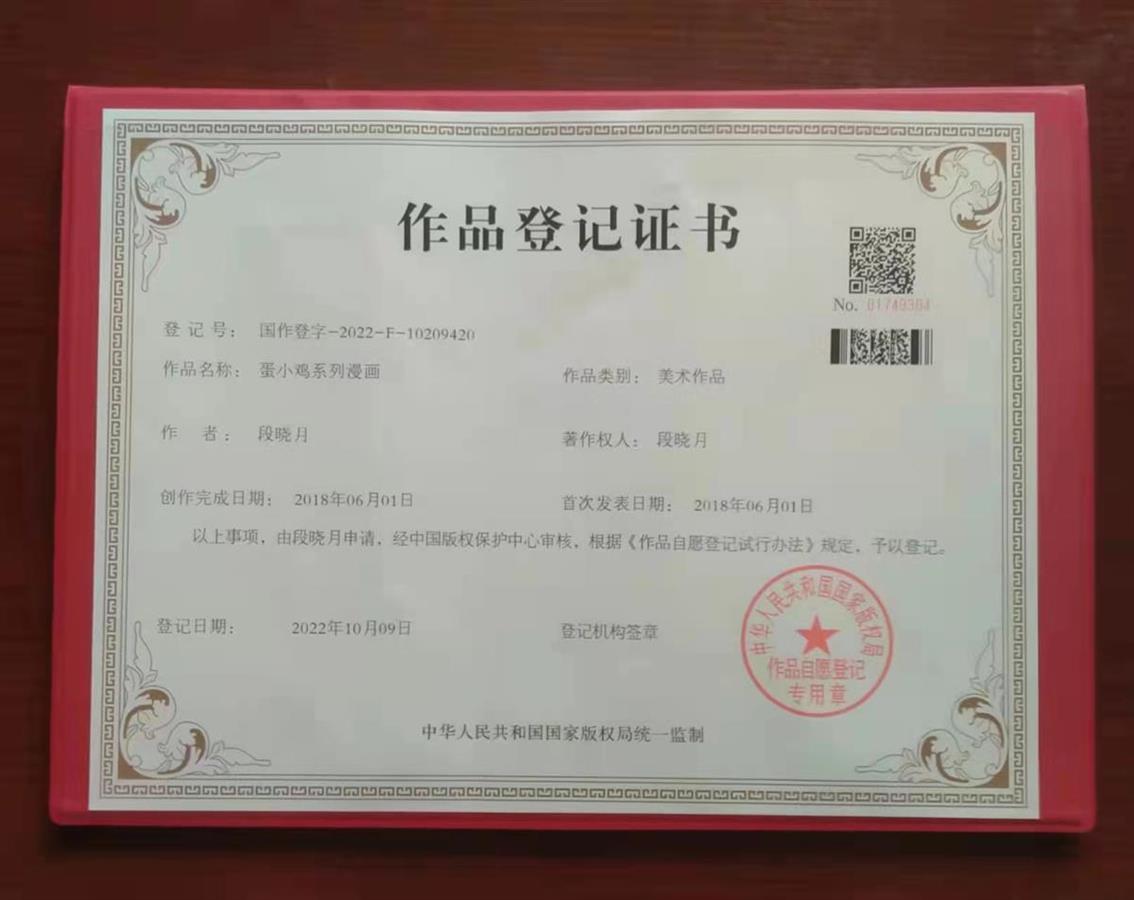 作品登记证书
No. 01749304
登 记 号： 国作登字-2022-F-10209420
作品名称： 蛋小鸡系列漫画
作品类别： 美术作品
作 者： 段晓月
著作权人： 段晓月
创作完成日期： 2018年06月01日
首次发表日期： 2018年06月01日
以上事项，由段晓月申请，经中国版权保护中心审核，根据《作品自愿登记试行办法》规定，予以登记。
登记日期： 2022年10月09日
登记机构签章
中华人民共和国国家版权局
作品自愿登记
专用章
中华人民共和国国家版权局统一监制